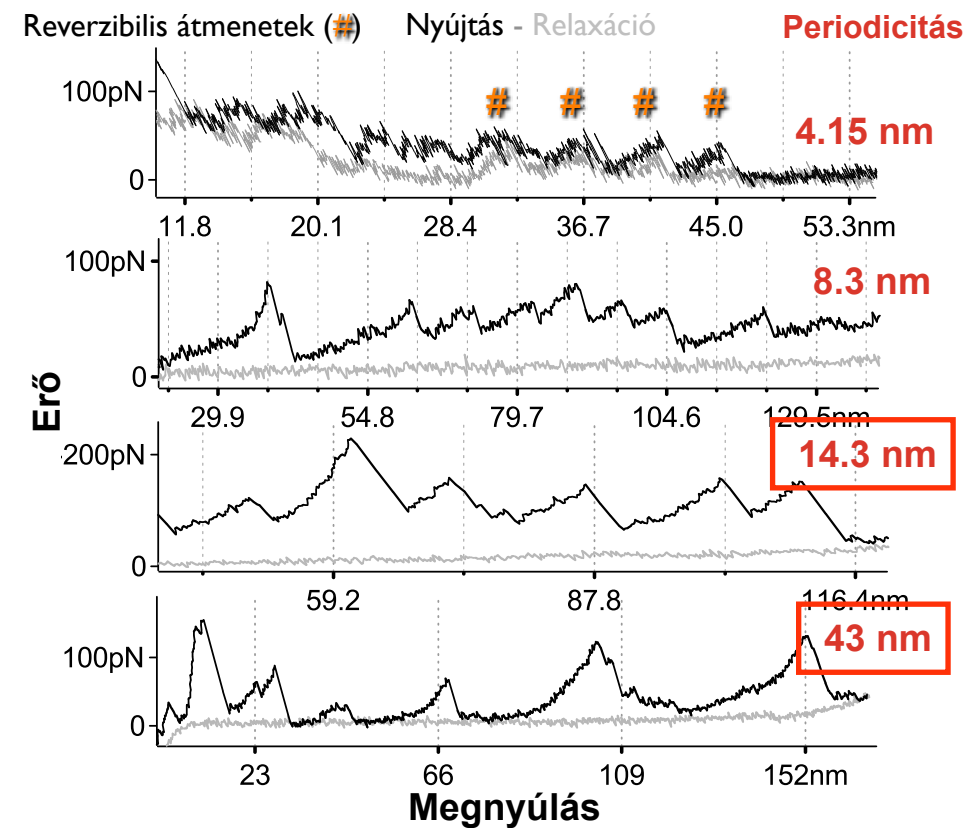 Reverzibilis átmenetek (#) Nyújtás - Relaxáció Periodicitás
100pN
# # # #
4.15 nm
0
11.8 20.1 28.4 36.7 45.0 53.3nm
100pN
8.3 nm
0
29.9 54.8 79.7 104.6 129.5nm
200pN
14.3 nm
0
59.2 87.8 116.4nm
43 nm
100pN
0
23 66 109 152nm
Erő
Megnyúlás